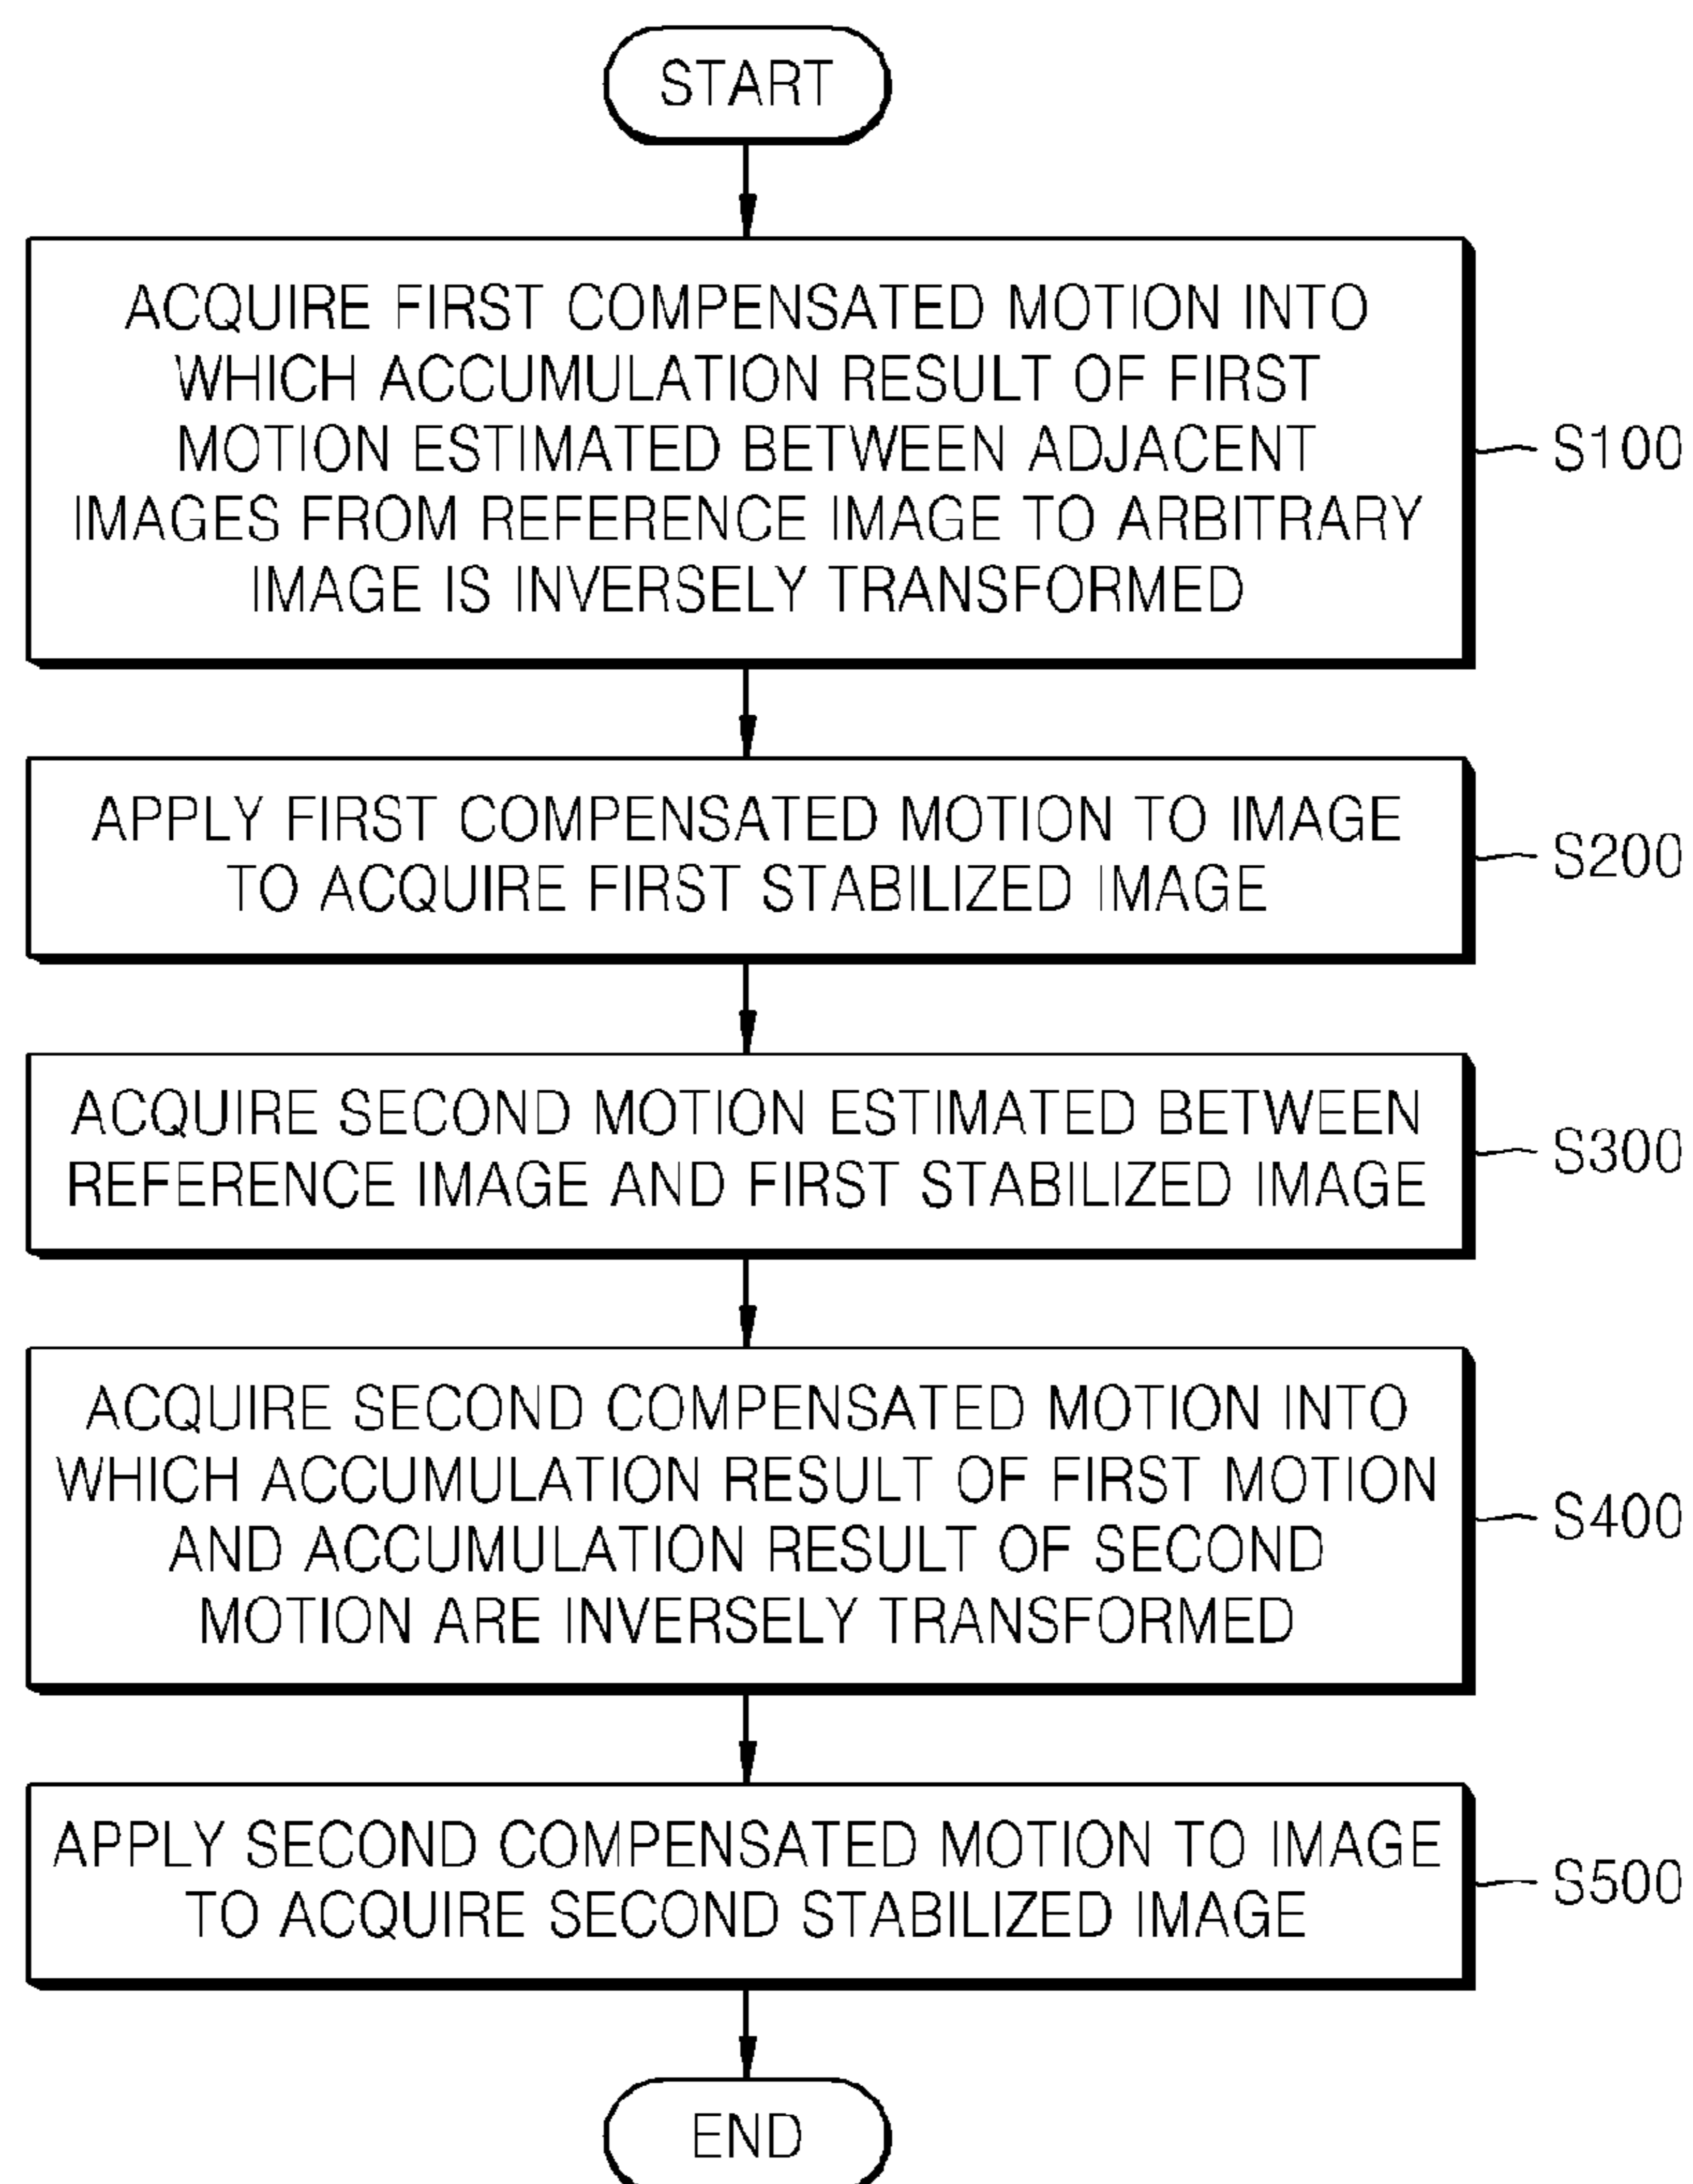 START
ACQUIRE FIRST COMPENSATED MOTION INTO
WHICH ACCUMULATION RESULT OF FIRST
MOTION ESTIMATED BETWEEN ADJACENT
IMAGES FROM REFERENCE IMAGE TO ARBITRARY
IMAGE IS INVERSELY TRANSFORMED
S100
APPLY FIRST COMPENSATED MOTION TO IMAGE
TO ACQUIRE FIRST STABILIZED IMAGE
S200
ACQUIRE SECOND MOTION ESTIMATED BETWEEN
REFERENCE IMAGE AND FIRST STABILIZED IMAGE
S300
ACQUIRE SECOND COMPENSATED MOTION INTO
WHICH ACCUMULATION RESULT OF FIRST MOTION
AND ACCUMULATION RESULT OF SECOND
MOTION ARE INVERSELY TRANSFORMED
S400
APPLY SECOND COMPENSATED MOTION TO IMAGE
TO ACQUIRE SECOND STABILIZED IMAGE
S500
END